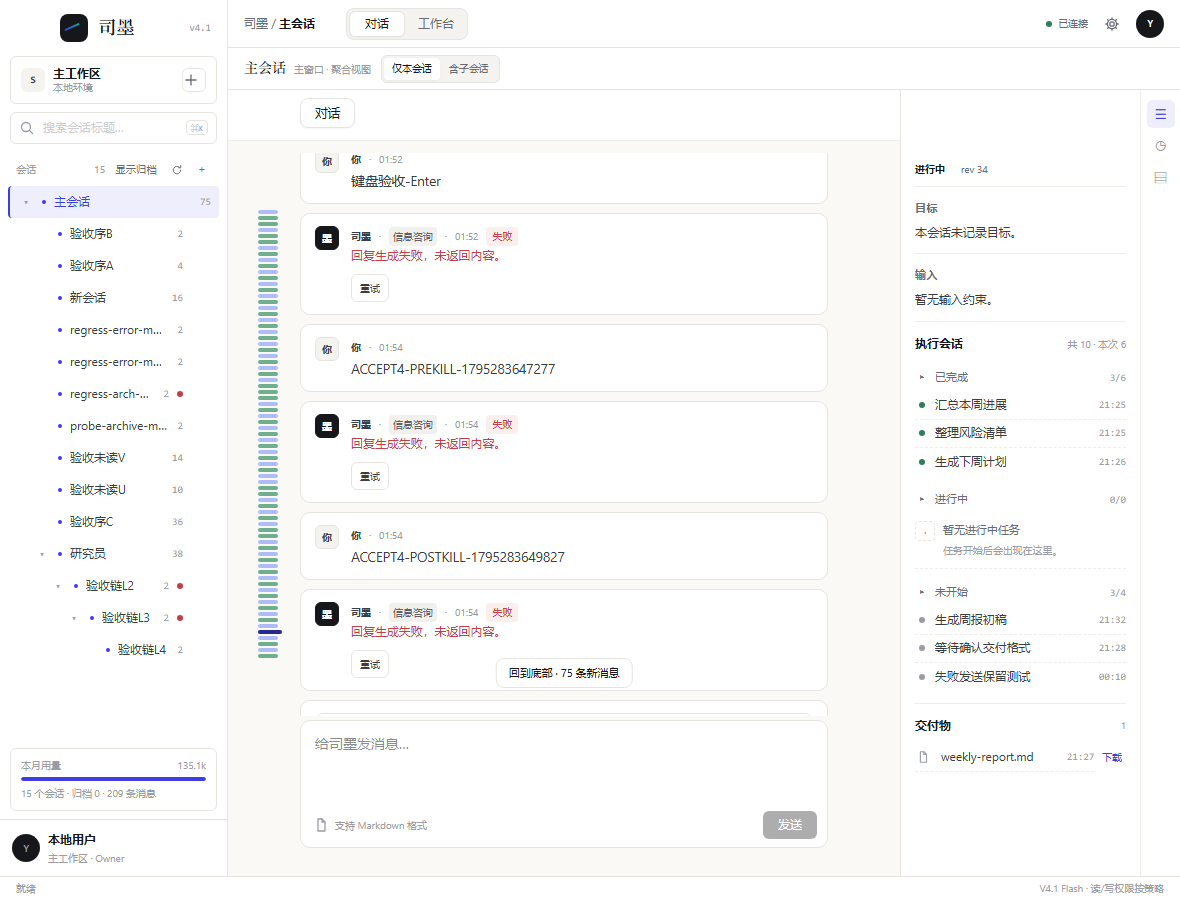 司墨
v4.1
S
主工作区
本地环境
搜索会话标题...
⌘K
会话
15
显示归档
主会话
75
验收序B
2
验收序A
4
新会话
16
regress-error-m...
2
regress-error-m...
2
regress-arch-...
2
probe-archive-m...
2
验收未读V
14
验收未读U
10
验收序C
36
研究员
38
验收链L2
2
验收链L3
2
验收链L4
2
本月用量
135.1k
15 个会话 · 归档 0 · 209 条消息
Y
本地用户
主工作区 · Owner
司墨 / 主会话
对话
工作台
已连接
Y
主会话
主窗口 · 聚合视图
仅本会话
含子会话
对话
你
你 · 01:52
键盘验收-Enter
墨
司墨 · 信息咨询 · 01:52 失败
回复生成失败，未返回内容。
重试
你
你 · 01:54
ACCEPT4-PREKILL-1795283647277
墨
司墨 · 信息咨询 · 01:54 失败
回复生成失败，未返回内容。
重试
你
你 · 01:54
ACCEPT4-POSTKILL-1795283649827
墨
司墨 · 信息咨询 · 01:54 失败
回复生成失败，未返回内容。
重试
回到底部 · 75 条新消息
给司墨发消息...
支持 Markdown 格式
发送
进行中
rev 34
目标
本会话未记录目标。
输入
暂无输入约束。
执行会话
共 10 · 本次 6
已完成
3/6
汇总本周进展
21:25
整理风险清单
21:25
生成下周计划
21:26
进行中
0/0
暂无进行中任务
任务开始后会出现在这里。
未开始
3/4
生成周报初稿
21:32
等待确认交付格式
21:28
失败发送保留测试
00:10
交付物
1
weekly-report.md
21:27
下载
就绪
V4.1 Flash · 读/写权限按策略